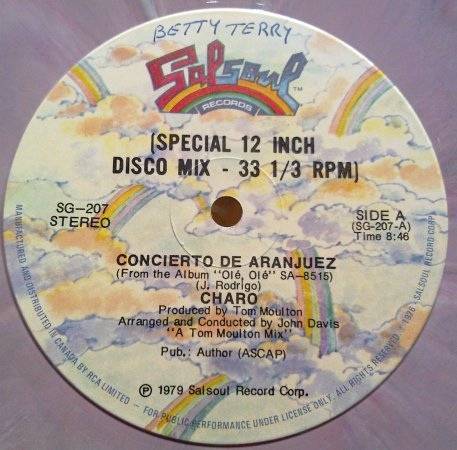 BETTY TERRY
Salsoul
RECORDS
TM
(SPECIAL 12 INCH
DISCO MIX - 33 1/3 RPM)
SG-207
STEREO
SIDE A
(SG-207-A)
Time 8:46
CONCIERTO DE ARANJUEZ
(From the Album "Olé, Olé" SA-8515)
(J. Rodrigo)
CHARO
Produced by Tom Moulton
Arranged and Conducted by John Davis
"A Tom Moulton Mix"
Pub.: Author (ASCAP)
℗ 1979 Salsoul Record Corp.
MANUFACTURED AND DISTRIBUTED IN CANADA BY RCA LIMITED - FOR PUBLIC PERFORMANCE UNDER LICENSE ONLY. ALL RIGHTS RESERVED © 1976 - SALSOUL RECORD CORP.